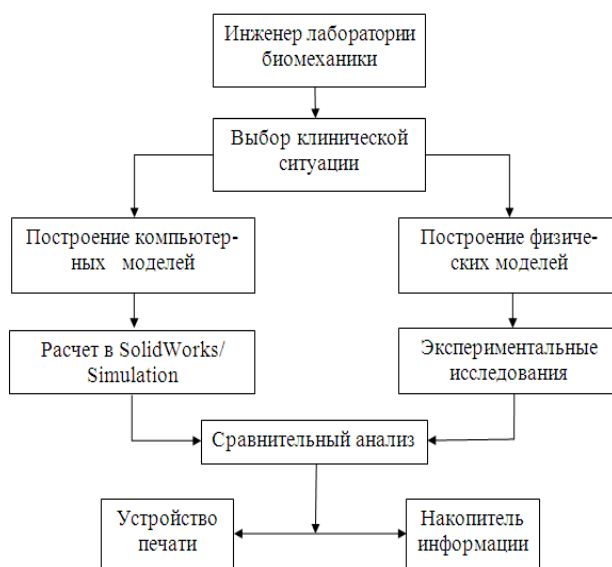 Инженер лаборатории
биомеханики
Выбор клинической
ситуации
Построение компьютер-
ных моделей
Построение физиче-
ских моделей
Расчет в SolidWorks/
Simulation
Экспериментальные
исследования
Сравнительный анализ
Устройство
печати
Накопитель
информации